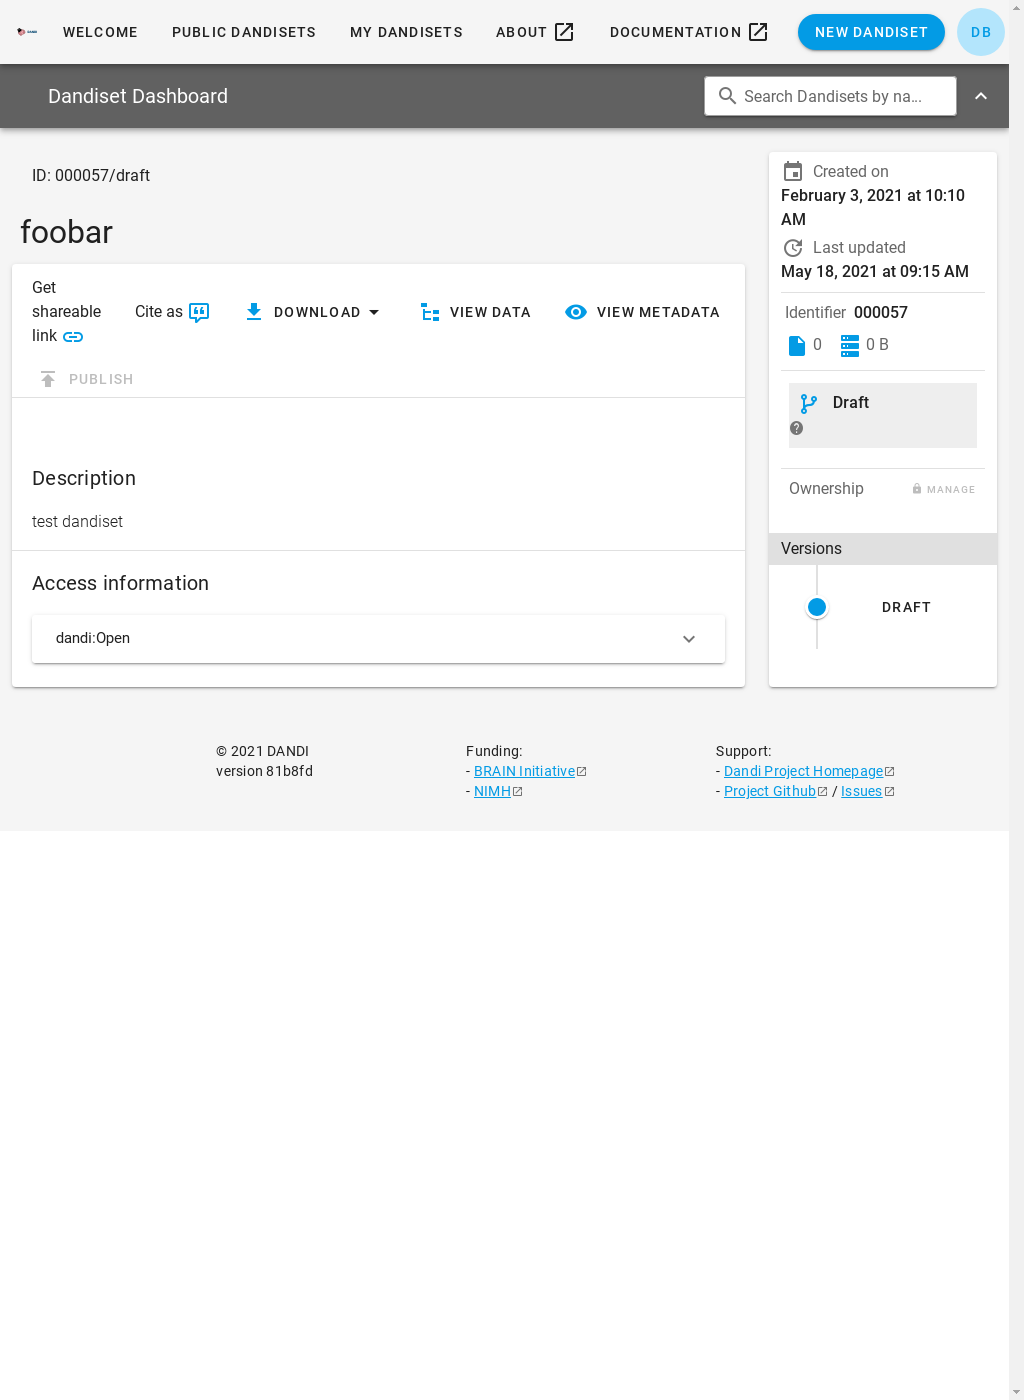 WELCOME
PUBLIC DANDISETS
MY DANDISETS
ABOUT
DOCUMENTATION
NEW DANDISET
DB
Dandiset Dashboard
Search Dandisets by na...
ID: 000057/draft
foobar
Get
shareable
link
Cite as
DOWNLOAD
VIEW DATA
VIEW METADATA
PUBLISH
Description
test dandiset
Access information
dandi:Open
Created on
February 3, 2021 at 10:10
AM
Last updated
May 18, 2021 at 09:15 AM
Identifier 000057
0
0 B
Draft
Ownership
MANAGE
Versions
DRAFT
© 2021 DANDI
version 81b8fd
Funding:
- BRAIN Initiative
- NIMH
Support:
- Dandi Project Homepage
- Project Github / Issues